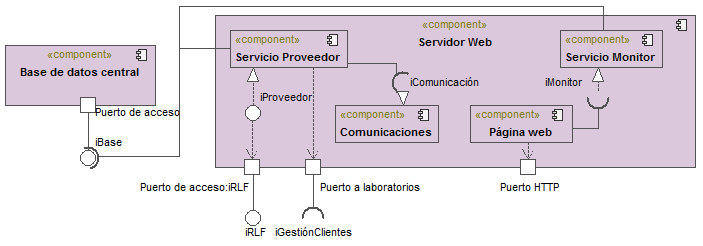 «component»
Servidor Web
«component»
Servicio Proveedor
«component»
Servicio Monitor
«component»
Base de datos central
iComunicación
iMonitor
iProveedor
Puerto de acceso
«component»
Comunicaciones
«component»
Página web
iBase
Puerto de acceso:iRLF
Puerto a laboratorios
Puerto HTTP
iRLF
iGestiónClientes